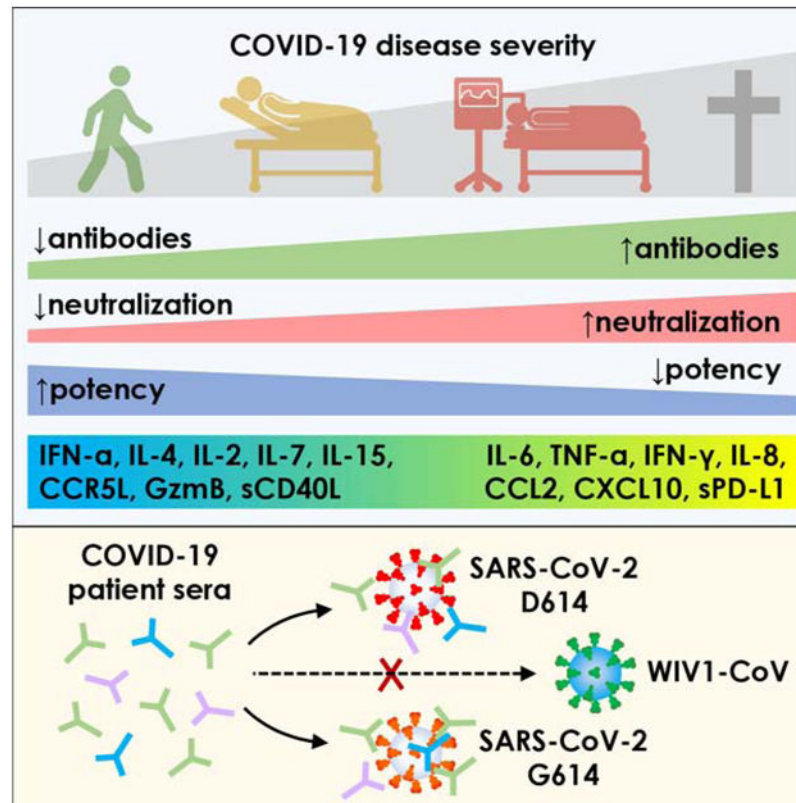 COVID-19 disease severity
↓antibodies
↑antibodies
↓neutralization
↑neutralization
↑potency
↓potency
IFN-α, IL-4, IL-2, IL-7, IL-15,
CCR5L, GzmB, sCD40L
IL-6, TNF-α, IFN-γ, IL-8,
CCL2, CXCL10, sPD-L1
COVID-19
patient sera
SARS-CoV-2
D614
WIV1-CoV
SARS-CoV-2
G614